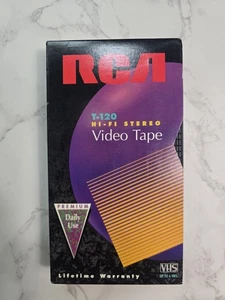 RCA
T-120
HI-FI STEREO
Video Tape
PREMIUM
Daily
Use
VHS
Lifetime Warranty